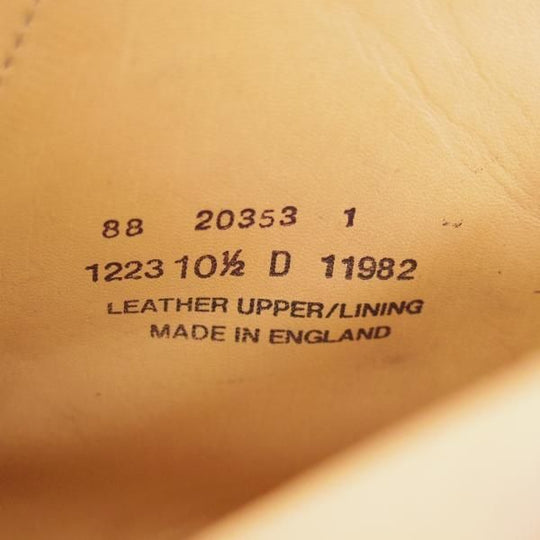 88 20353 1
1223 10½ D 11982
LEATHER UPPER/LINING
MADE IN ENGLAND